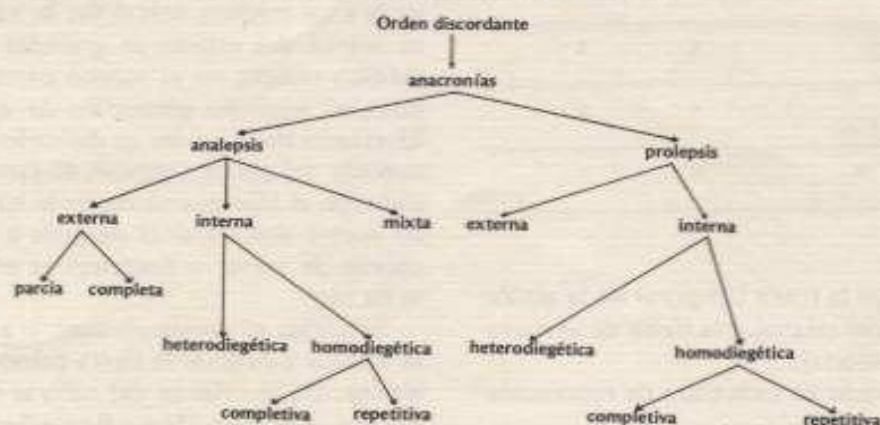 Orden discordante
anacronías
analepsis prolepsis
externa interna mixta externa interna
parcia completa
heterodiegética homodiegética heterodiegética homodiegética
completiva repetitiva completiva repetitiva